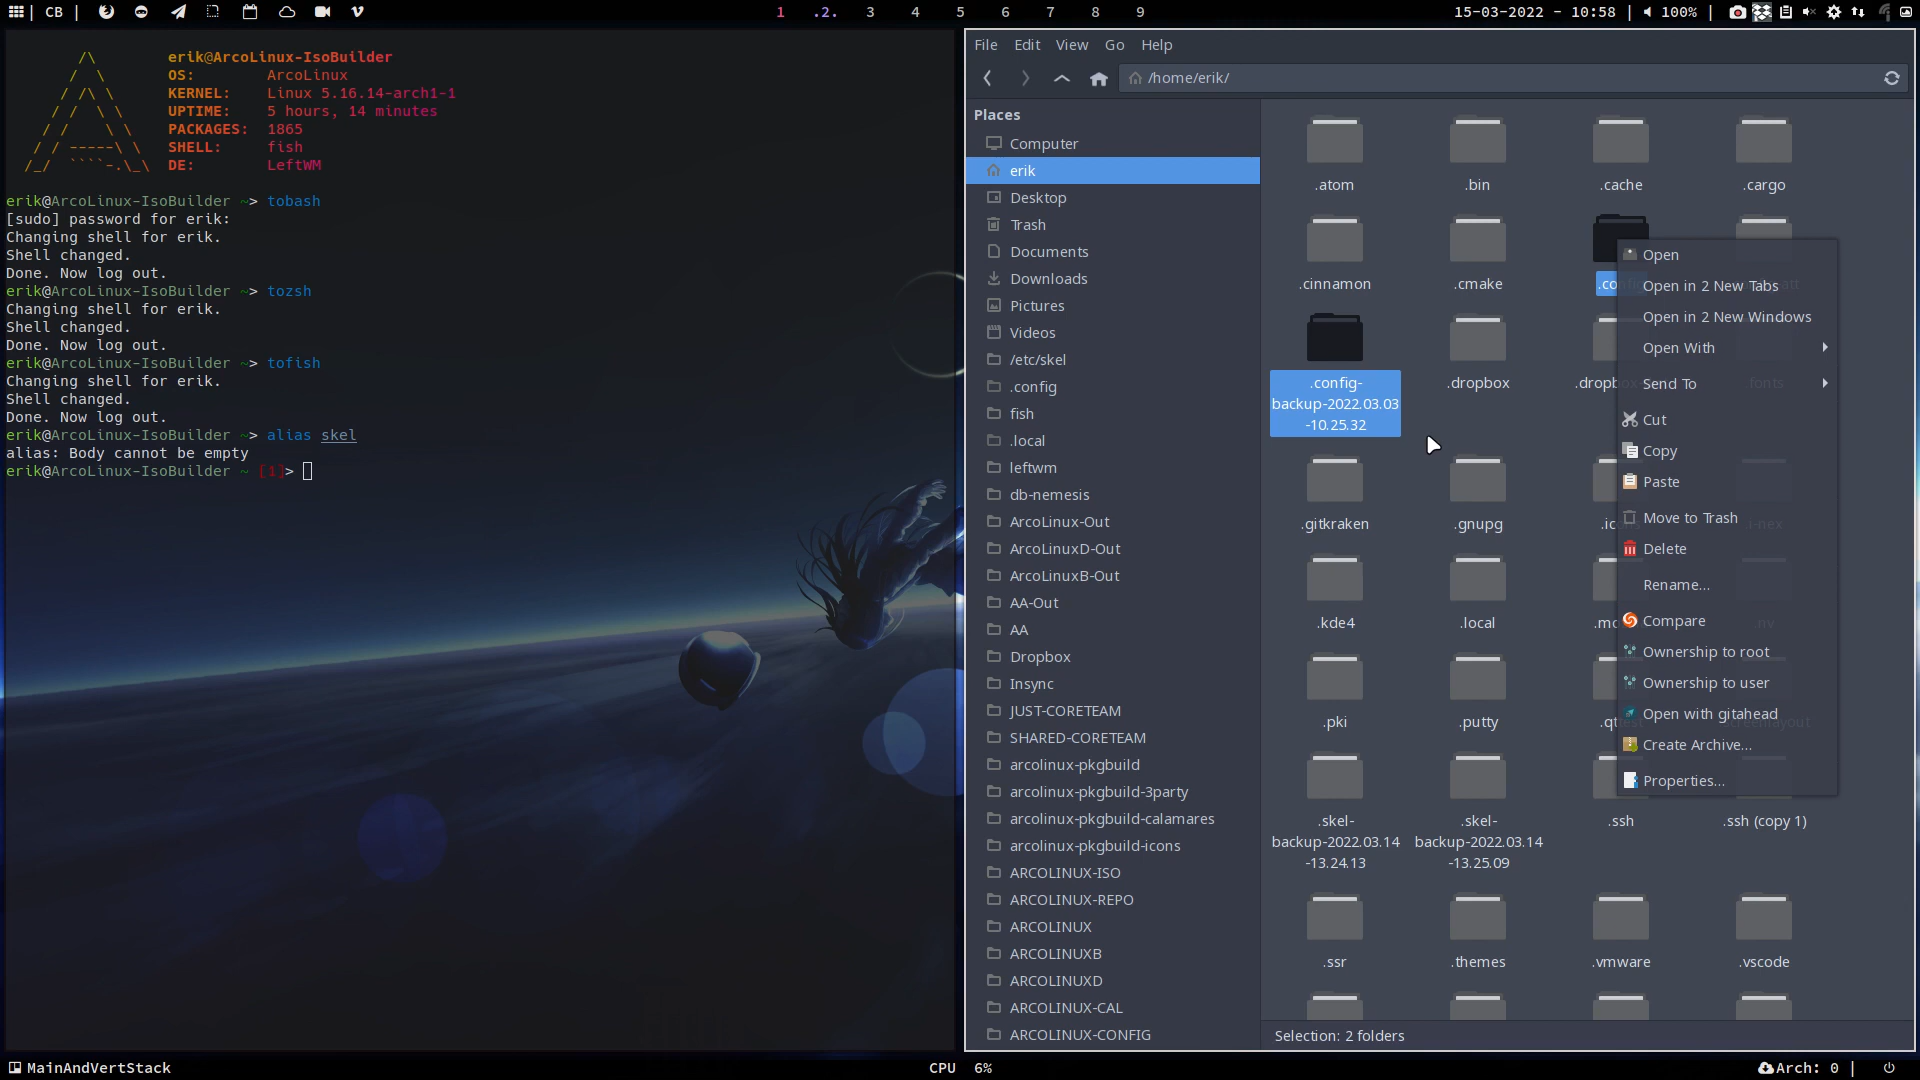 CB
1 .2. 3 4 5 6 7 8 9
15-03-2022 - 10:58 | 100% |
/\
/  \
/ /\ \
/ /  \ \
/ /    \ \
/ / -----\ \
/_/  ````-.\_\
erik@ArcoLinux-IsoBuilder
OS: ArcoLinux
KERNEL: Linux 5.16.14-arch1-1
UPTIME: 5 hours, 14 minutes
PACKAGES: 1865
SHELL: fish
DE: LeftWM
erik@ArcoLinux-IsoBuilder ~> tobash
[sudo] password for erik:
Changing shell for erik.
Shell changed.
Done. Now log out.
erik@ArcoLinux-IsoBuilder ~> tozsh
Changing shell for erik.
Shell changed.
Done. Now log out.
erik@ArcoLinux-IsoBuilder ~> tofish
Changing shell for erik.
Shell changed.
Done. Now log out.
erik@ArcoLinux-IsoBuilder ~> alias skel
alias: Body cannot be empty
erik@ArcoLinux-IsoBuilder ~ [1]>
File Edit View Go Help
/home/erik/
Places
Computer
erik
Desktop
Trash
Documents
Downloads
Pictures
Videos
/etc/skel
.config
fish
.local
leftwm
db-nemesis
ArcoLinux-Out
ArcoLinuxD-Out
ArcoLinuxB-Out
AA-Out
AA
Dropbox
Insync
JUST-CORETEAM
SHARED-CORETEAM
arcolinux-pkgbuild
arcolinux-pkgbuild-3party
arcolinux-pkgbuild-calamares
arcolinux-pkgbuild-icons
ARCOLINUX-ISO
ARCOLINUX-REPO
ARCOLINUX
ARCOLINUXB
ARCOLINUXD
ARCOLINUX-CAL
ARCOLINUX-CONFIG
.atom .bin .cache .cargo
.cinnamon .cmake
.config-
backup-2022.03.03
-10.25.32
.dropbox
.gitkraken .gnupg
.kde4 .local
.pki .putty
.skel-
backup-2022.03.14
-13.24.13
.skel-
backup-2022.03.14
-13.25.09
.ssh .ssh (copy 1)
.ssr .themes .vmware .vscode
Open
Open in 2 New Tabs
Open in 2 New Windows
Open With
Send To
Cut
Copy
Paste
Move to Trash
Delete
Rename...
Compare
Ownership to root
Ownership to user
Open with gitahead
Create Archive...
Properties...
Selection: 2 folders
MainAndVertStack
CPU 6%
Arch: 0 |